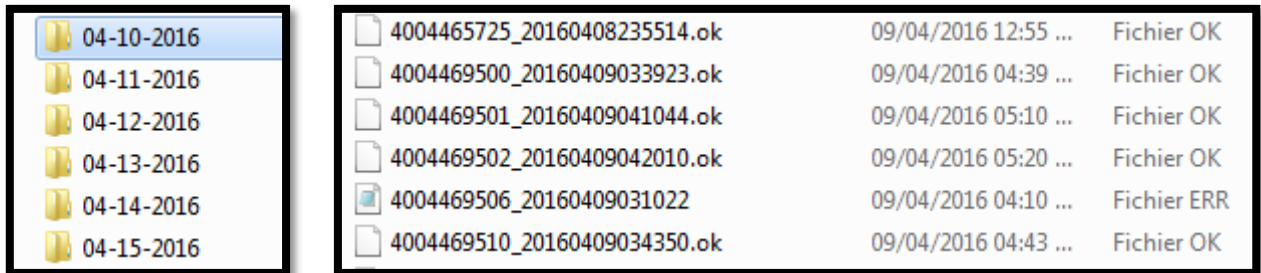 04-10-2016
04-11-2016
04-12-2016
04-13-2016
04-14-2016
04-15-2016
4004465725_20160408235514.ok 09/04/2016 12:55 ... Fichier OK
4004469500_20160409033923.ok 09/04/2016 04:39 ... Fichier OK
4004469501_20160409041044.ok 09/04/2016 05:10 ... Fichier OK
4004469502_20160409042010.ok 09/04/2016 05:20 ... Fichier OK
4004469506_20160409031022 09/04/2016 04:10 ... Fichier ERR
4004469510_20160409034350.ok 09/04/2016 04:43 ... Fichier OK